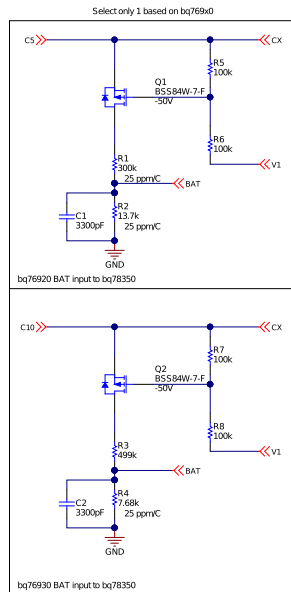 Select only 1 based on bq769x0
C5
CX
R5
100k
Q1
BSS84W-7-F
-50V
R6
100k
R1
300k
25 ppm/C
V1
BAT
R2
13.7k
25 ppm/C
C1
3300pF
GND
bq76920 BAT input to bq78350
C10
CX
R7
100k
Q2
BSS84W-7-F
-50V
R8
100k
R3
499k
V1
BAT
R4
7.68k
25 ppm/C
C2
3300pF
GND
bq76930 BAT input to bq78350